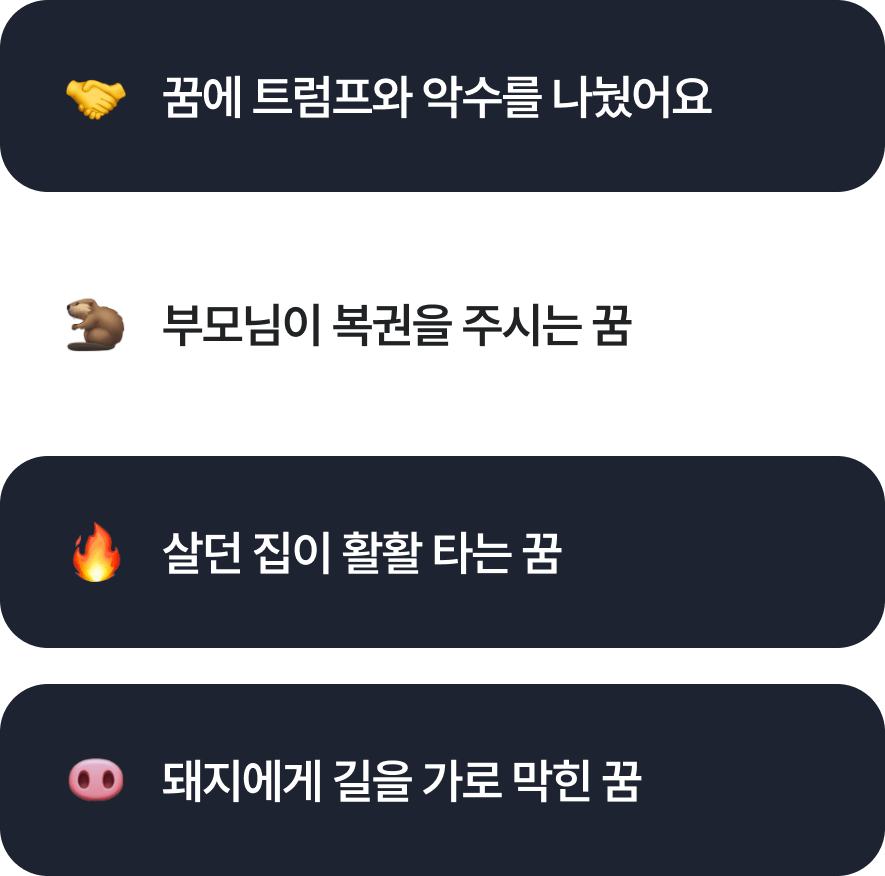 꿈에 트럼프와 악수를 나눴어요
부모님이 복권을 주시는 꿈
살던 집이 활활 타는 꿈
돼지에게 길을 가로 막힌 꿈